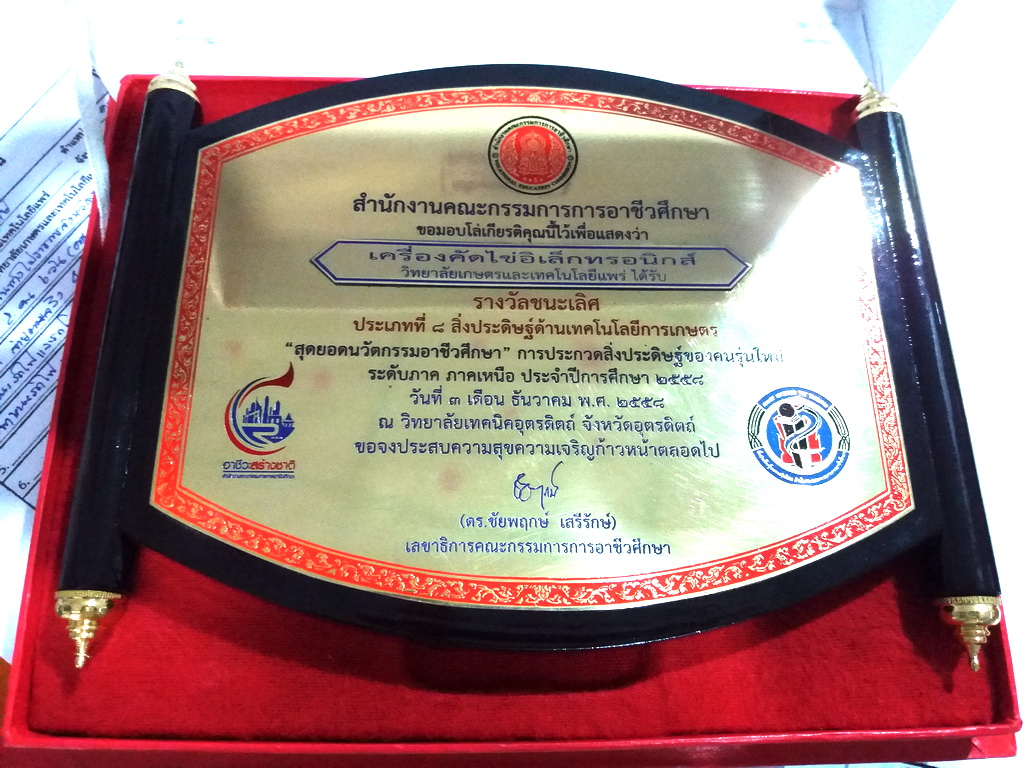 สำนักงานคณะกรรมการการอาชีวศึกษา
ขอมอบโล่เกียรติคุณนี้ไว้เพื่อแสดงว่า
เครื่องคัดไข่อิเล็กทรอนิกส์
วิทยาลัยเกษตรและเทคโนโลยีแพร่ ได้รับ
รางวัลชนะเลิศ
ประเภทที่ ๘ สิ่งประดิษฐ์ด้านเทคโนโลยีการเกษตร
“สุดยอดนวัตกรรมอาชีวศึกษา” การประกวดสิ่งประดิษฐ์ของคนรุ่นใหม่
ระดับภาค ภาคเหนือ ประจำปีการศึกษา ๒๕๕๘
วันที่ ๓ เดือน ธันวาคม พ.ศ. ๒๕๕๘
ณ วิทยาลัยเทคนิคอุตรดิตถ์ จังหวัดอุตรดิตถ์
ขอจงประสบความสุขความเจริญก้าวหน้าตลอดไป
อาชีวะสร้างชาติ
(ดร.ชัยพฤกษ์ เสรีรักษ์)
เลขาธิการคณะกรรมการการอาชีวศึกษา